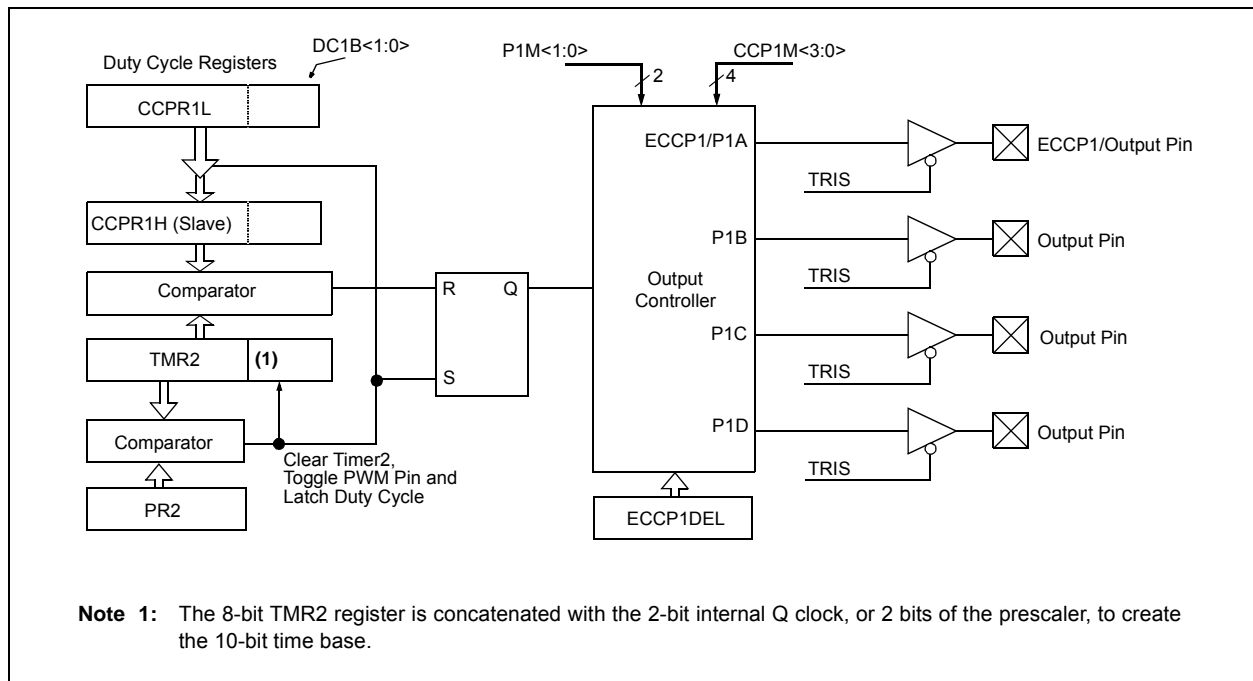 DC1B<1:0>
Duty Cycle Registers
CCPR1L
CCPR1H (Slave)
Comparator
TMR2
(1)
Comparator
PR2
Clear Timer2,
Toggle PWM Pin and
Latch Duty Cycle
R
Q
S
P1M<1:0>
2
CCP1M<3:0>
4
Output
Controller
ECCP1/P1A
P1B
P1C
P1D
ECCP1DEL
TRIS
ECCP1/Output Pin
TRIS
Output Pin
TRIS
Output Pin
TRIS
Output Pin
Note 1: The 8-bit TMR2 register is concatenated with the 2-bit internal Q clock, or 2 bits of the prescaler, to create
the 10-bit time base.